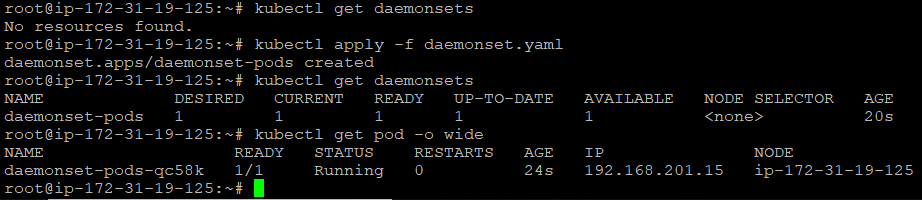 root@ip-172-31-19-125:~# kubectl get daemonsets
No resources found.
root@ip-172-31-19-125:~# kubectl apply -f daemonset.yaml
daemonset.apps/daemonset-pods created
root@ip-172-31-19-125:~# kubectl get daemonsets
NAME DESIRED CURRENT READY UP-TO-DATE AVAILABLE NODE SELECTOR AGE
daemonset-pods 1 1 1 1 1 <none> 20s
root@ip-172-31-19-125:~# kubectl get pod -o wide
NAME READY STATUS RESTARTS AGE IP NODE
daemonset-pods-qc58k 1/1 Running 0 24s 192.168.201.15 ip-172-31-19-125
root@ip-172-31-19-125:~#